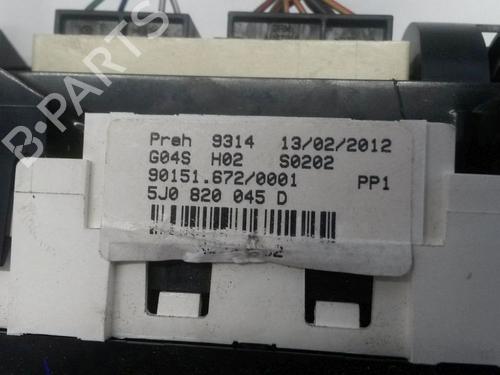 B-PARTS
Preh 9314 13/02/2012
G04S H02 S0202
90151.672/0001 PP1
5J0 820 045 D